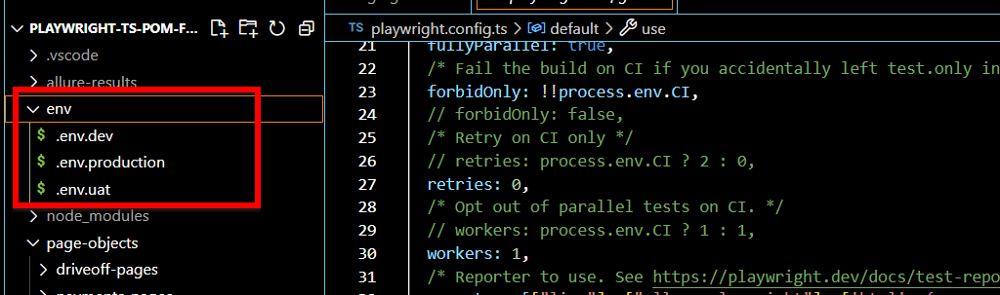 PLAYWRIGHT-TS-POM-F...
.vscode
allure-results
env
.env.dev
.env.production
.env.uat
node_modules
page-objects
driveoff-pages
TS playwright.config.ts > default > use
21 fullyParallel: true,
22 /* Fail the build on CI if you accidentally left test.only in
23 forbidOnly: !!process.env.CI,
24 // forbidOnly: false,
25 /* Retry on CI only */
26 // retries: process.env.CI ? 2 : 0,
27 retries: 0,
28 /* Opt out of parallel tests on CI. */
29 // workers: process.env.CI ? 1 : 1,
30 workers: 1,
31 /* Reporter to use. See https://playwright.dev/docs/test-repo